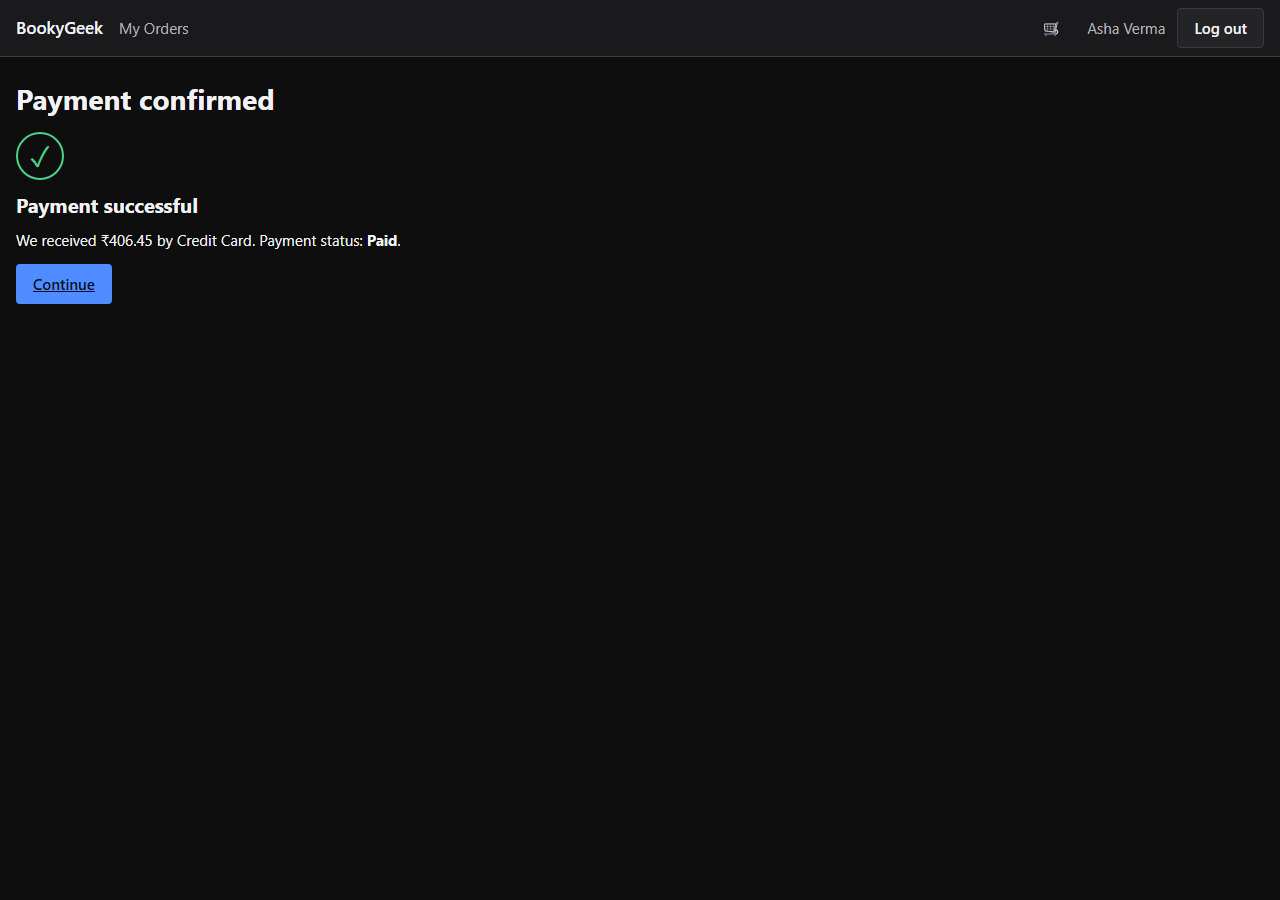 BookyGeek My Orders Asha Verma Log out
Payment confirmed
Payment successful
We received ₹406.45 by Credit Card. Payment status: Paid.
Continue